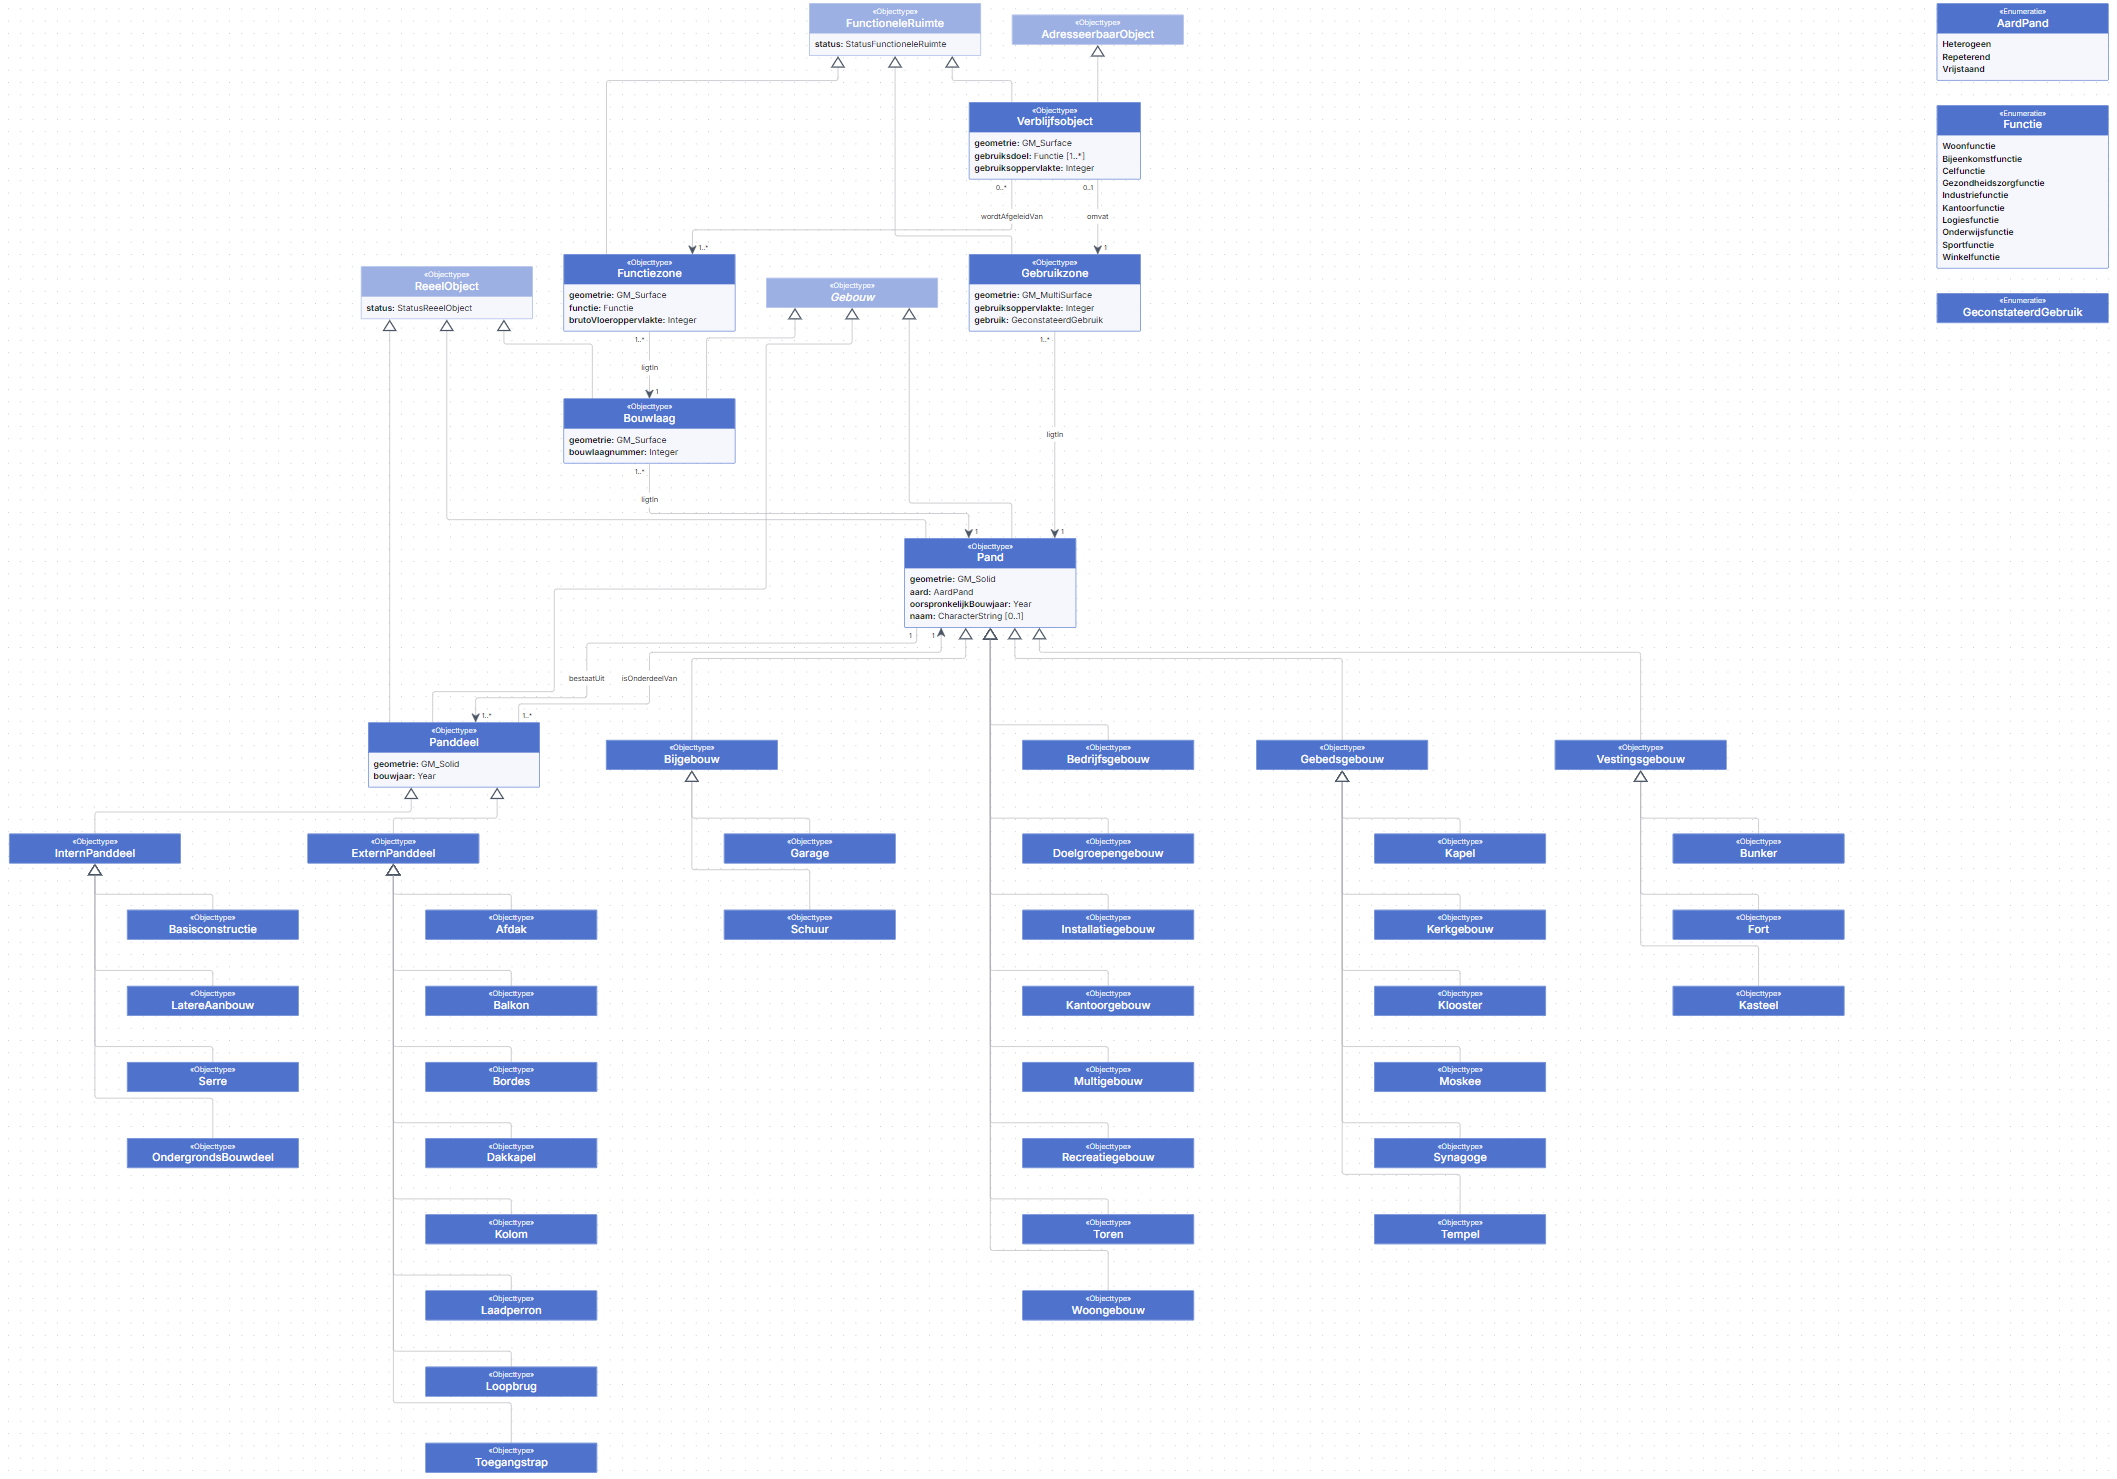 «Objecttype»
FunctioneleRuimte
status: StatusFunctioneleRuimte
«Objecttype»
AdresseerbaarObject
«Enumeratie»
AardPand
Heterogeen
Repeterend
Vrijstaand
«Objecttype»
Verblijfsobject
geometrie: GM_Surface
gebruiksdoel: Functie [1..*]
gebruiksoppervlakte: Integer
«Enumeratie»
Functie
Woonfunctie
Bijeenkomstfunctie
Celfunctie
Gezondheidszorgfunctie
Industriefunctie
Kantoorfunctie
Logiesfunctie
Onderwijsfunctie
Sportfunctie
Winkelfunctie
0..*
0..1
wordtAfgeleidVan
omvat
1..*
1
«Objecttype»
ReeelObject
status: StatusReeelObject
«Objecttype»
Functiezone
geometrie: GM_Surface
functie: Functie
brutoVloeroppervlakte: Integer
«Objecttype»
Gebouw
«Objecttype»
Gebruikzone
geometrie: GM_MultiSurface
gebruiksoppervlakte: Integer
gebruik: GeconstateerdGebruik
«Enumeratie»
GeconstateerdGebruik
1..*
1..*
ligtIn
1
«Objecttype»
Bouwlaag
geometrie: GM_Surface
bouwlaagnummer: Integer
ligtIn
1..*
ligtIn
1
1
«Objecttype»
Pand
geometrie: GM_Solid
aard: AardPand
oorspronkelijkBouwjaar: Year
naam: CharacterString [0..1]
1
1
bestaatUit
isOnderdeelVan
1..*
1..*
«Objecttype»
Panddeel
geometrie: GM_Solid
bouwjaar: Year
«Objecttype»
Bijgebouw
«Objecttype»
Bedrijfsgebouw
«Objecttype»
Gebedsgebouw
«Objecttype»
Vestingsgebouw
«Objecttype»
InternPanddeel
«Objecttype»
ExternPanddeel
«Objecttype»
Garage
«Objecttype»
Doelgroepengebouw
«Objecttype»
Kapel
«Objecttype»
Bunker
«Objecttype»
Basisconstructie
«Objecttype»
Afdak
«Objecttype»
Schuur
«Objecttype»
Installatiegebouw
«Objecttype»
Kerkgebouw
«Objecttype»
Fort
«Objecttype»
LatereAanbouw
«Objecttype»
Balkon
«Objecttype»
Kantoorgebouw
«Objecttype»
Klooster
«Objecttype»
Kasteel
«Objecttype»
Serre
«Objecttype»
Bordes
«Objecttype»
Multigebouw
«Objecttype»
Moskee
«Objecttype»
OndergrondsBouwdeel
«Objecttype»
Dakkapel
«Objecttype»
Recreatiegebouw
«Objecttype»
Synagoge
«Objecttype»
Kolom
«Objecttype»
Toren
«Objecttype»
Tempel
«Objecttype»
Laadperron
«Objecttype»
Woongebouw
«Objecttype»
Loopbrug
«Objecttype»
Toegangstrap